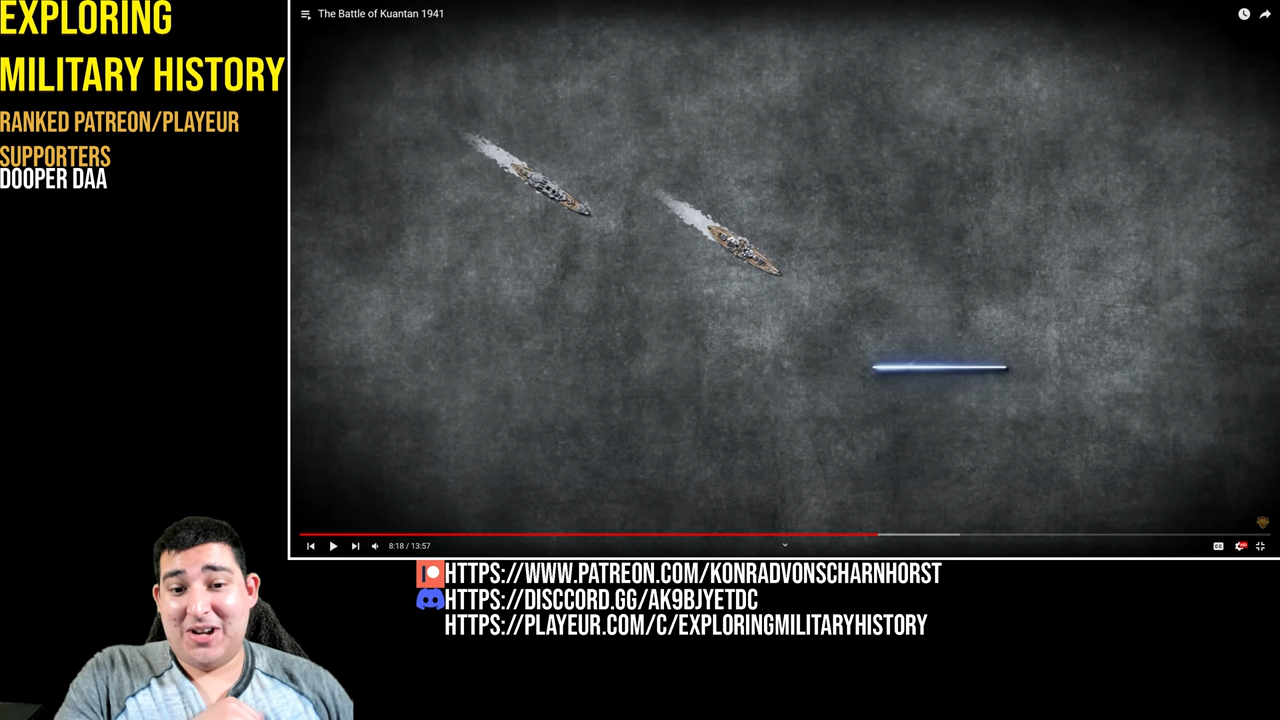 EXPLORING
MILITARY HISTORY
RANKED PATREON/PLAYEUR
SUPPORTERS
DOOPER DAA
The Battle of Kuantan 1941
8:18 / 13:57
HTTPS://WWW.PATREON.COM/KONRADVONSCHARNHORST
HTTPS://DISCCORD.GG/AK9BJYETDC
HTTPS://PLAYEUR.COM/C/EXPLORINGMILITARYHISTORY